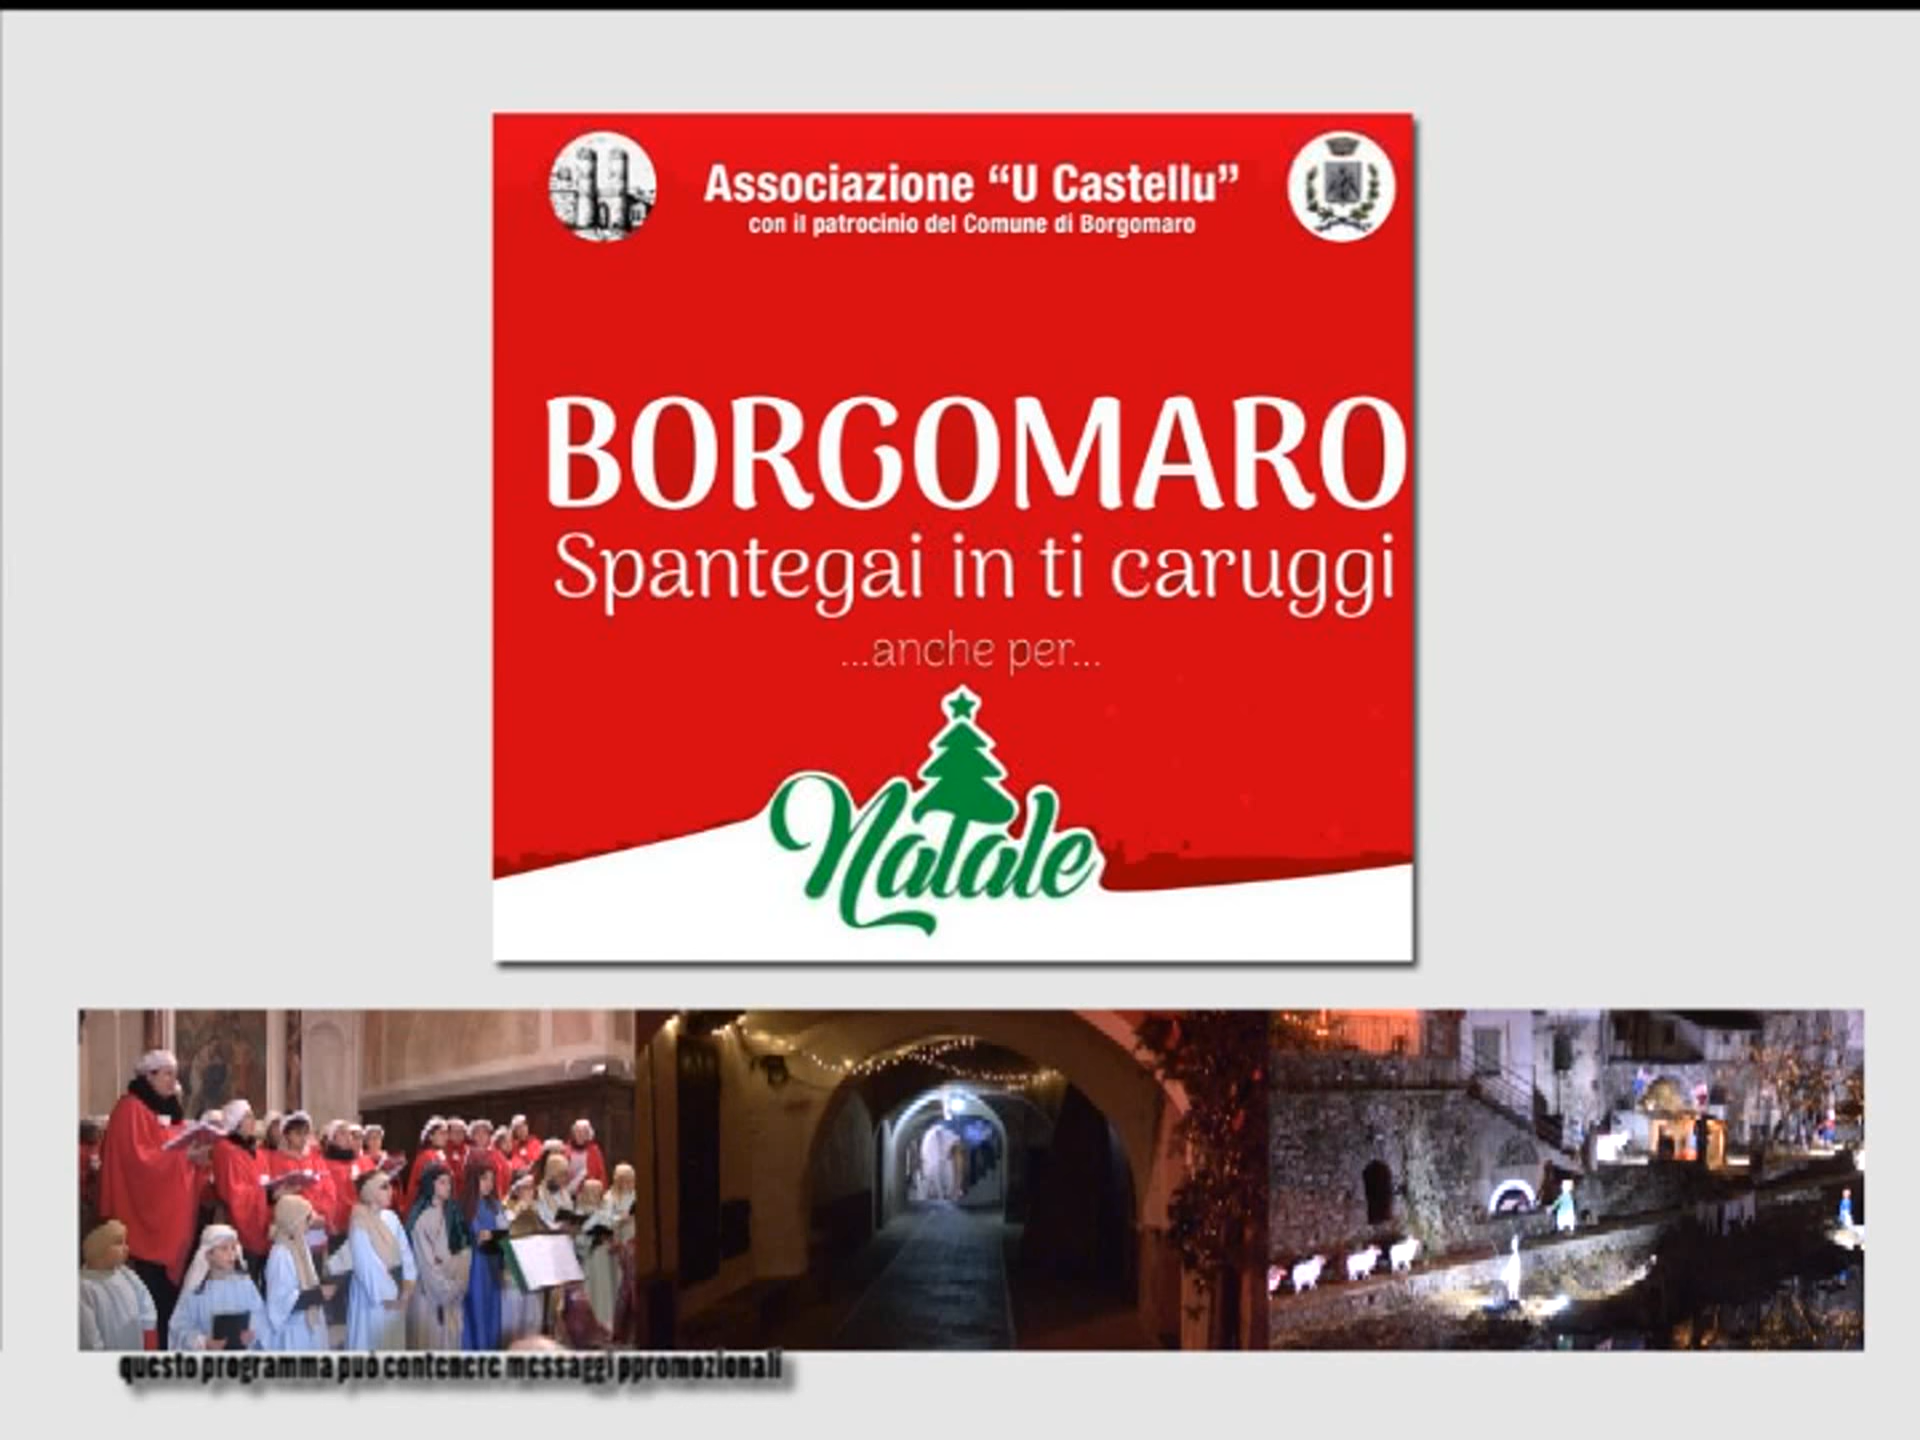 Associazione “U Castellu”
con il patrocinio del Comune di Borgomaro
BORGOMARO
Spantegai in ti caruggi
...anche per...
Natale
questo programma può contenere messaggi ppromozionali